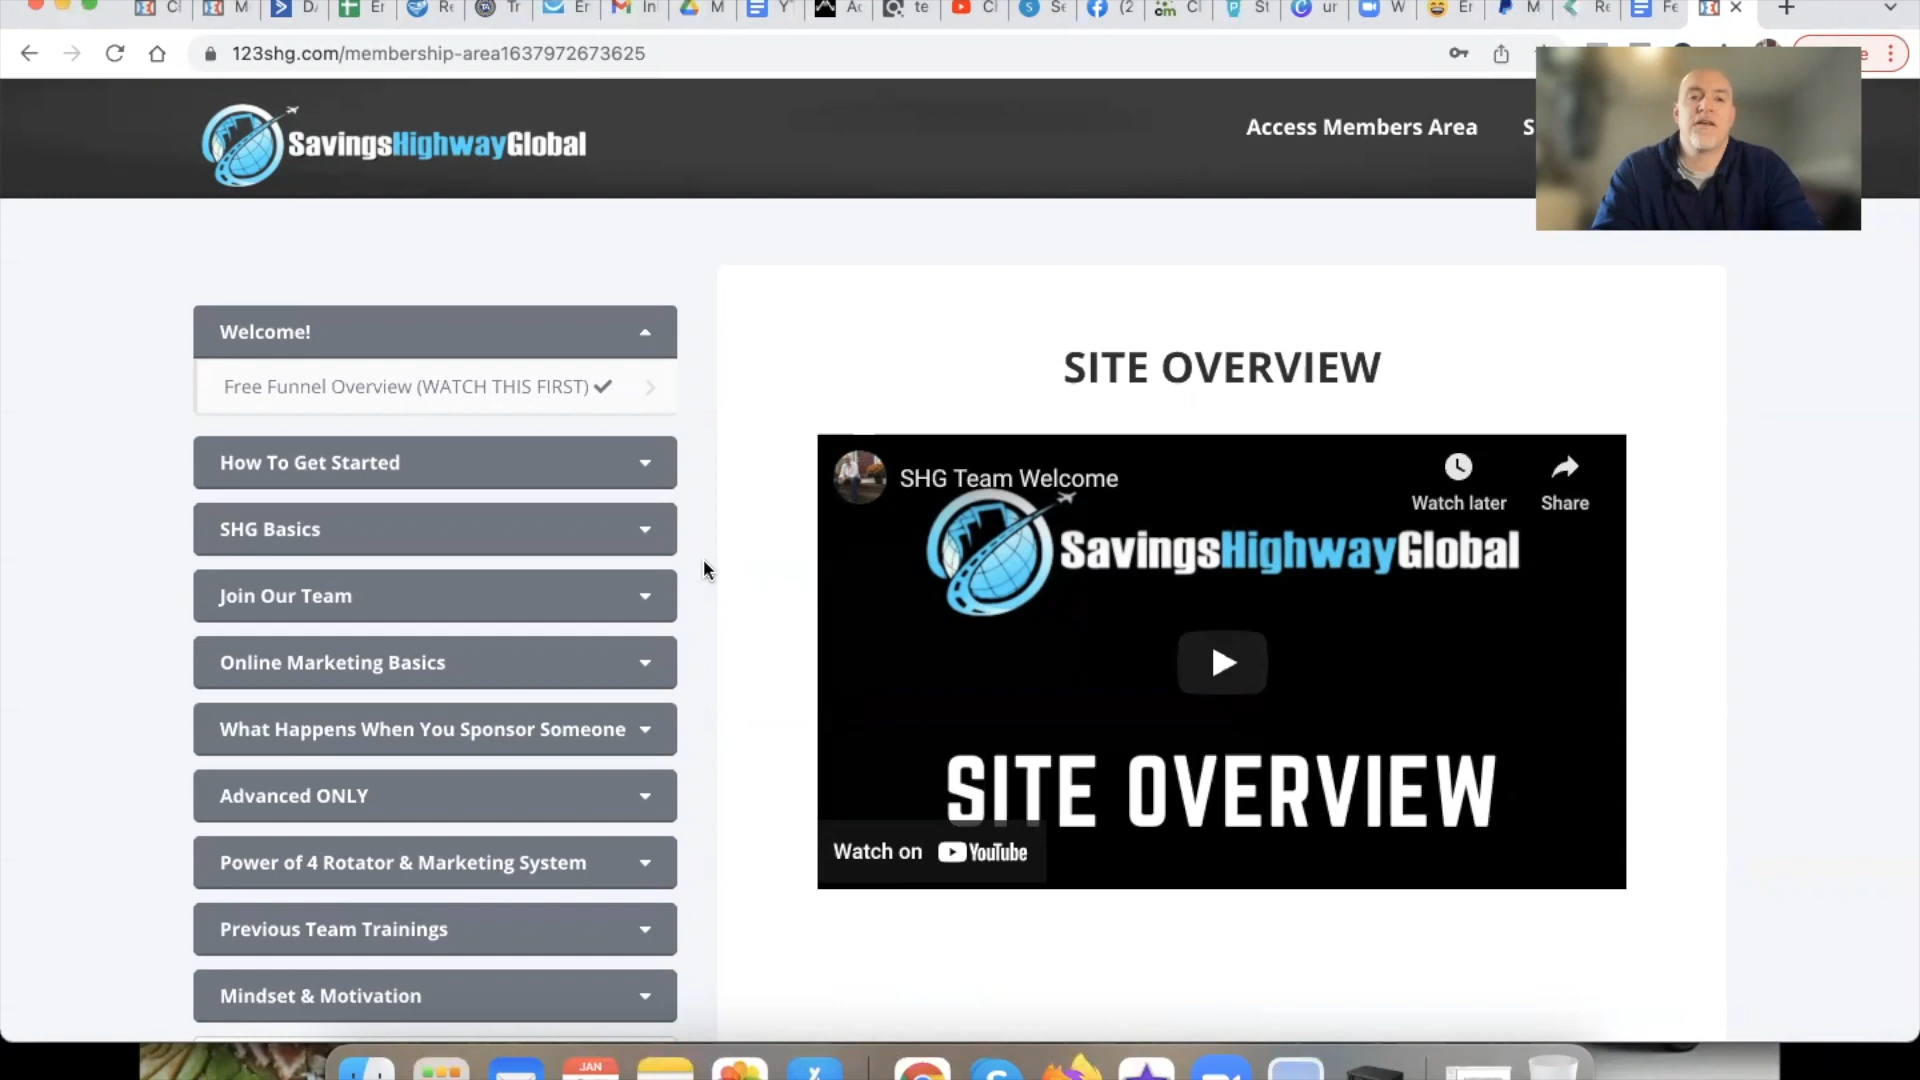 123shg.com/membership-area1637972673625
SavingsHighwayGlobal
Access Members Area
Welcome!
Free Funnel Overview (WATCH THIS FIRST)
How To Get Started
SHG Basics
Join Our Team
Online Marketing Basics
What Happens When You Sponsor Someone
Advanced ONLY
Power of 4 Rotator & Marketing System
Previous Team Trainings
Mindset & Motivation
SITE OVERVIEW
SHG Team Welcome
Watch later
Share
SavingsHighwayGlobal
SITE OVERVIEW
Watch on YouTube
JAN